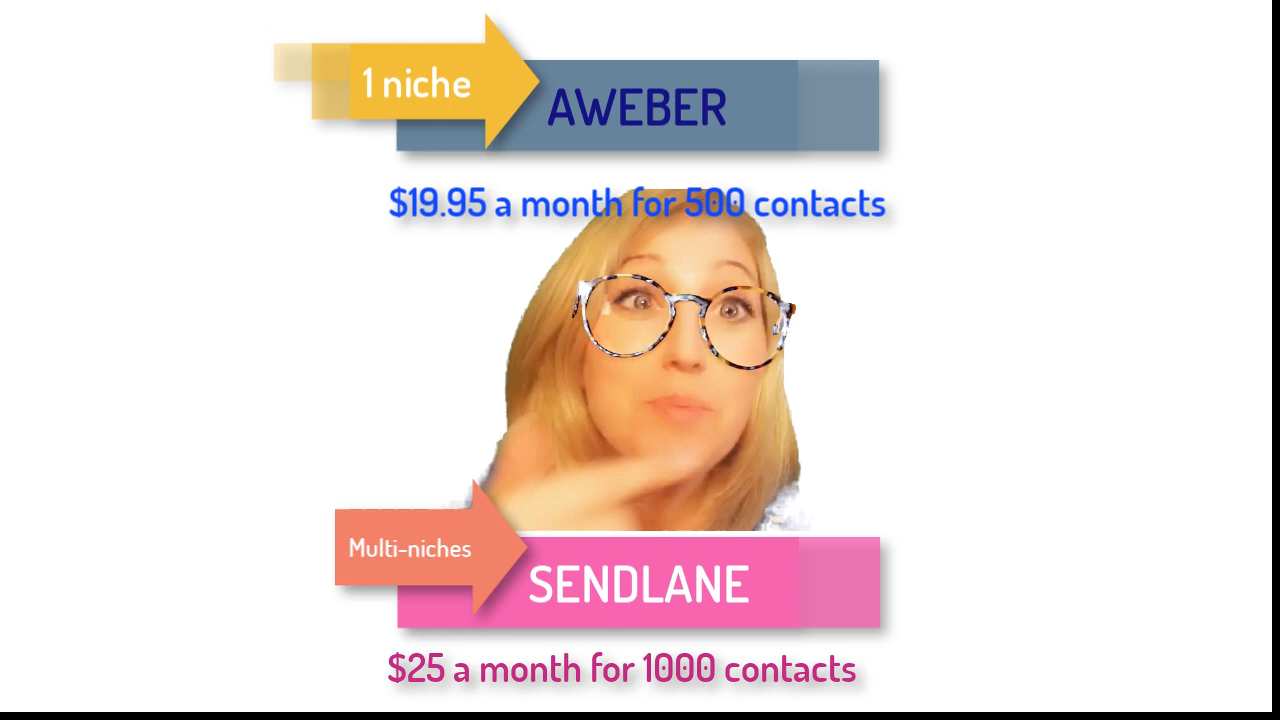 1 niche
AWEBER
$19.95 a month for 500 contacts
Multi-niches
SENDLANE
$25 a month for 1000 contacts